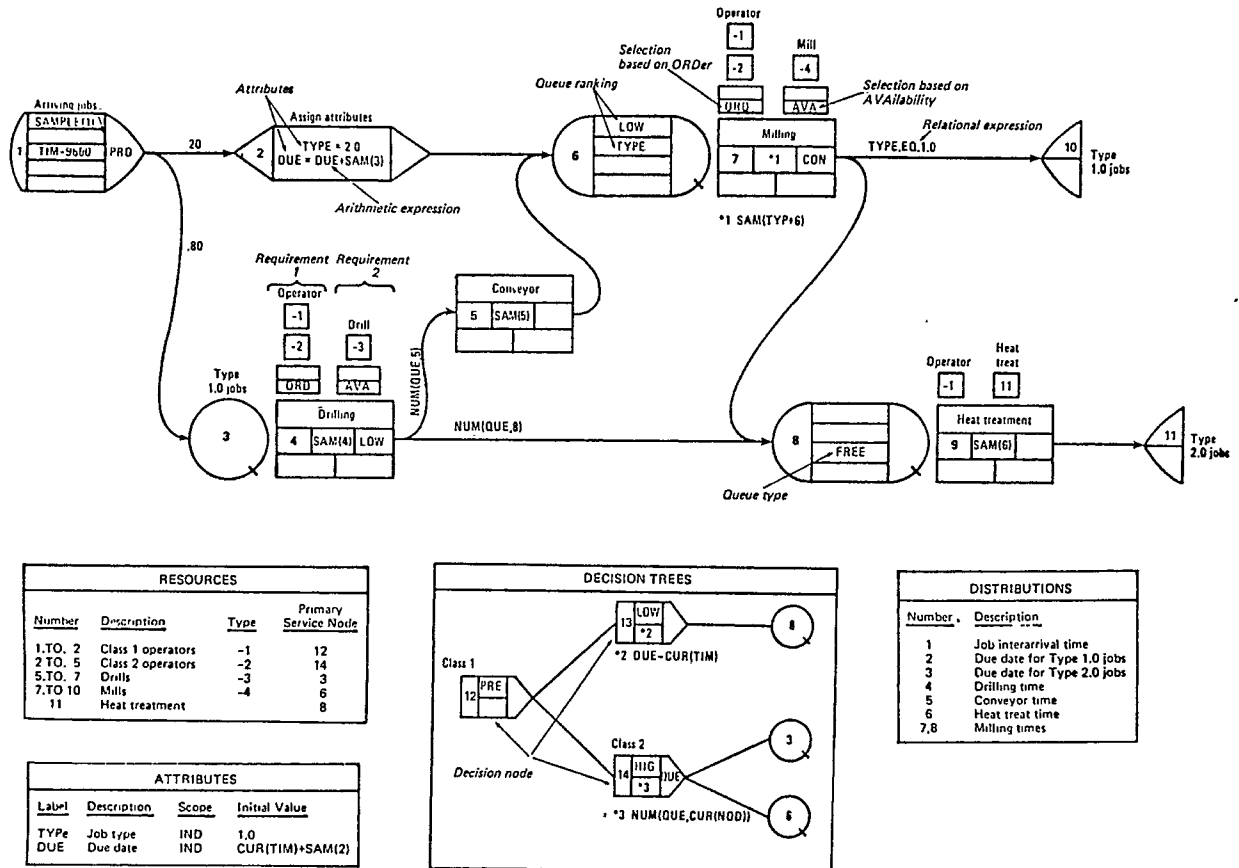 Operator
-1
-2
Mill
-4
Selection
based on ORDer
ORD
AVA
Selection based on
AVAilability
Queue ranking
Attributes
Arriving jobs
1
TIM-9660
PRO
20
Assign attributes
2
TYPE = 2.0
DUE = DUE+SAM(3)
Arithmetic expression
6
LOW
TYPE
Milling
7
*1
CON
*1 SAM(TYP+6)
Relational expression
TYPE.EQ.1.0
10
Type
1.0 jobs
.80
Requirement
1
Requirement
2
Operator
-1
-2
Drill
-3
ORD
AVA
Conveyor
5
SAM(5)
NUM(QUE,5)
Type
1.0 jobs
3
Drilling
4
SAM(4)
LOW
NUM(QUE,8)
8
FREE
Queue type
Operator
-1
Heat
treat
11
Heat treatment
9
SAM(6)
11
Type
2.0 jobs
RESOURCES
Number Description Type Primary Service Node
1.TO. 2 Class 1 operators -1 12
2 TO. 5 Class 2 operators -2 14
5.TO. 7 Drills -3 3
7.TO 10 Mills -4 6
11 Heat treatment 8
ATTRIBUTES
Label Description Scope Initial Value
TYPe Job type IND 1.0
DUE Due date IND CUR(TIM)+SAM(2)
DECISION TREES
13
LOW
*2
8
*2 DUE-CUR(TIM)
Class 1
12
PRE
Class 2
14
HIG
*3
QUE
3
6
Decision node
= *3 NUM(QUE,CUR(NOD))
DISTRIBUTIONS
Number. Description
1 Job interarrival time
2 Due date for Type 1.0 jobs
3 Due date for Type 2.0 jobs
4 Drilling time
5 Conveyor time
6 Heat treat time
7,8 Milling times